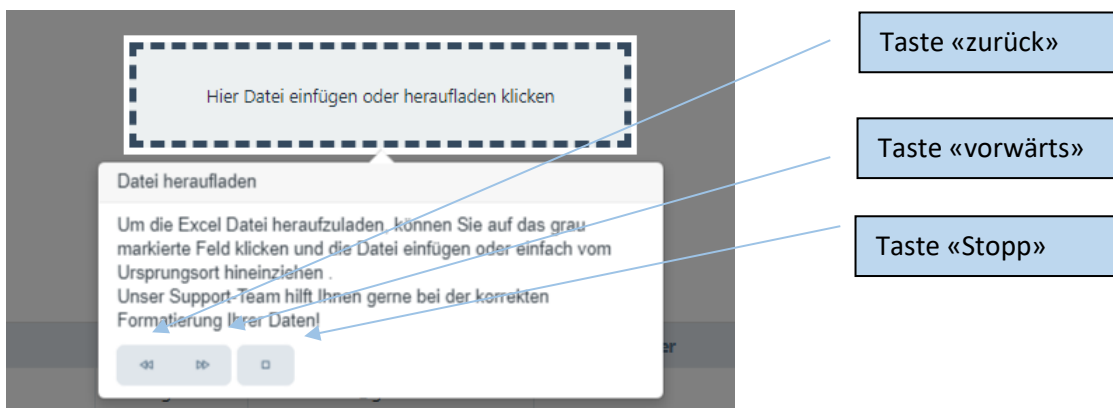 Hier Datei einfügen oder heraufladen klicken
Datei heraufladen
Um die Excel Datei heraufzuladen, können Sie auf das grau
markierte Feld klicken und die Datei einfügen oder einfach vom
Ursprungsort hineinziehen .
Unser Support-Team hilft Ihnen gerne bei der korrekten
Formatierung Ihrer Daten!
Taste «zurück»
Taste «vorwärts»
Taste «Stopp»